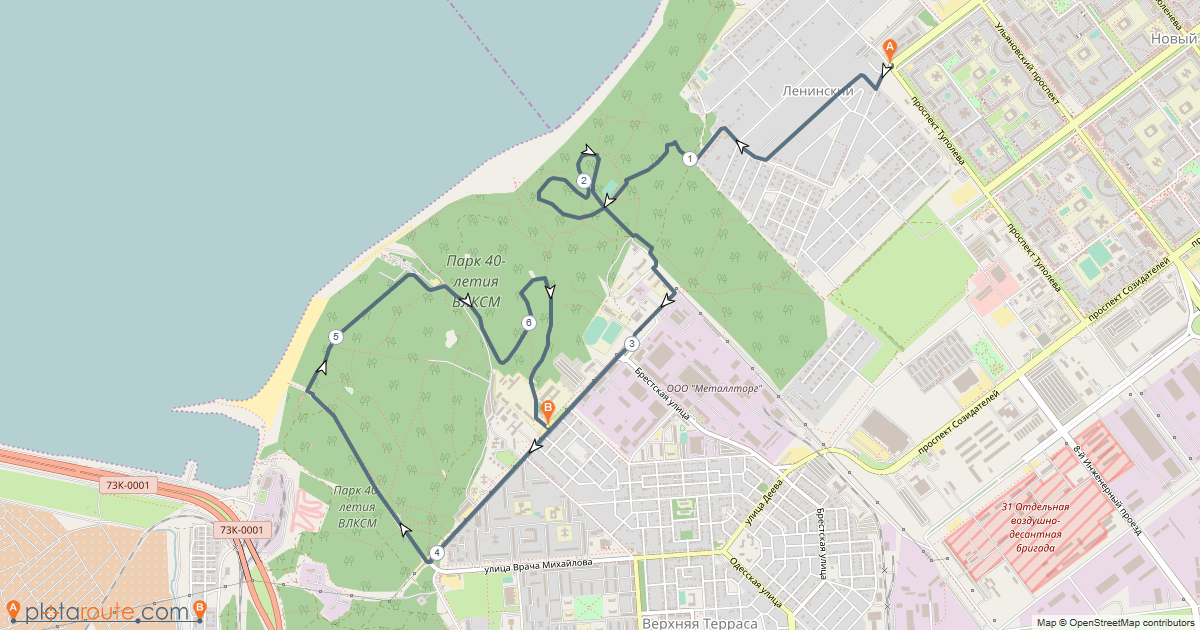 A
Новый
Ульяновский проспект
Ленинский
проспект Туполева
1
2
проспект Туполева
проспект Созидателей
Парк 40-
летия
ВЛКСМ
6
5
3
ООО "Металлторг"
Брестская улица
B
проспект Созидателей
8-й Инженерный проезд
73К-0001
Парк 40-
летия
ВЛКСМ
73К-0001
улица Деева
Брестская улица
31 Отдельная
воздушно-
десантная
бригада
4
улица Врача Михайлова
Одесская улица
Верхняя Терраса
A plotaroute.com B
Map © OpenStreetMap contributors